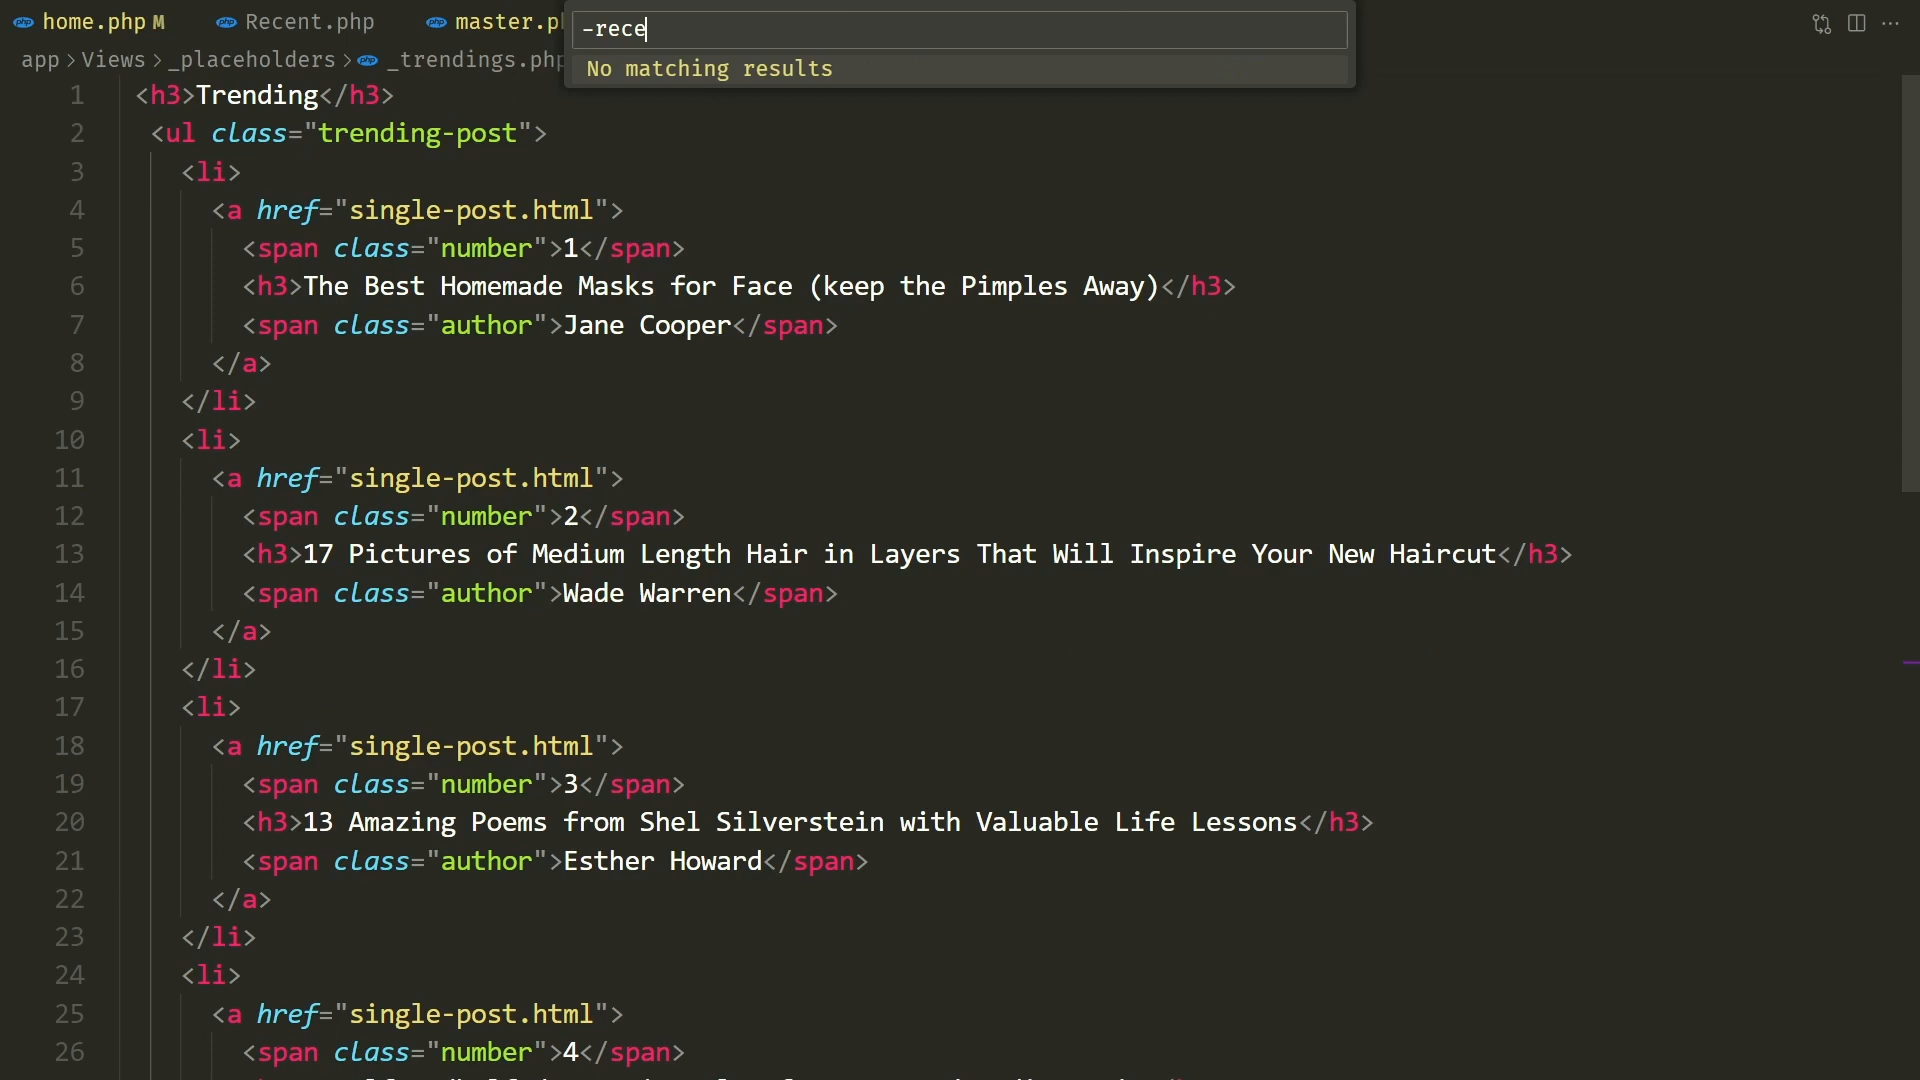 home.php M Recent.php master.p
-rece
No matching results
app > Views > _placeholders > _trendings.php
1 <h3>Trending</h3>
2 <ul class="trending-post">
3 <li>
4 <a href="single-post.html">
5 <span class="number">1</span>
6 <h3>The Best Homemade Masks for Face (keep the Pimples Away)</h3>
7 <span class="author">Jane Cooper</span>
8 </a>
9 </li>
10 <li>
11 <a href="single-post.html">
12 <span class="number">2</span>
13 <h3>17 Pictures of Medium Length Hair in Layers That Will Inspire Your New Haircut</h3>
14 <span class="author">Wade Warren</span>
15 </a>
16 </li>
17 <li>
18 <a href="single-post.html">
19 <span class="number">3</span>
20 <h3>13 Amazing Poems from Shel Silverstein with Valuable Life Lessons</h3>
21 <span class="author">Esther Howard</span>
22 </a>
23 </li>
24 <li>
25 <a href="single-post.html">
26 <span class="number">4</span>